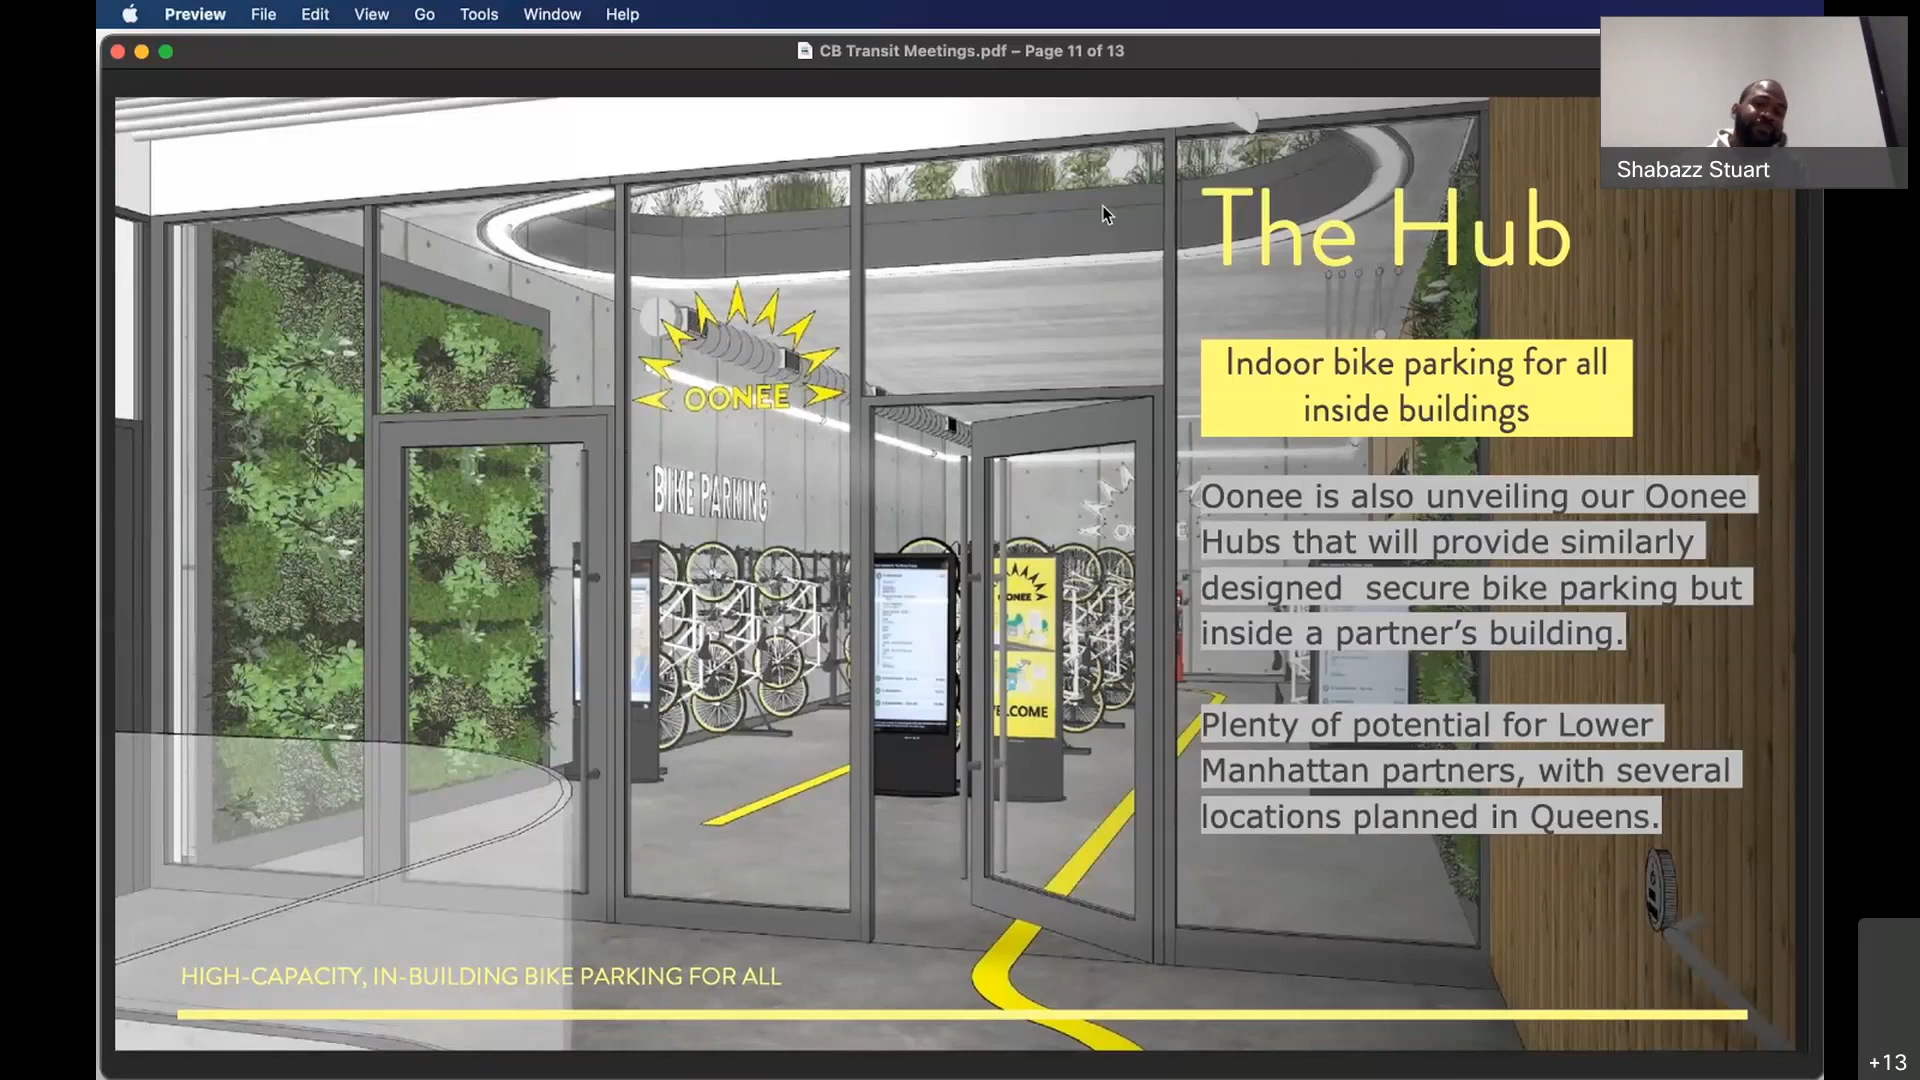 Preview File Edit View Go Tools Window Help
CB Transit Meetings.pdf – Page 11 of 13
Shabazz Stuart
The Hub
Indoor bike parking for all
inside buildings
OONEE
BIKE PARKING
Oonee is also unveiling our Oonee
Hubs that will provide similarly
designed  secure bike parking but
inside a partner’s building.
OONEE
ELCOME
Plenty of potential for Lower
Manhattan partners, with several
locations planned in Queens.
HIGH-CAPACITY, IN-BUILDING BIKE PARKING FOR ALL
+13